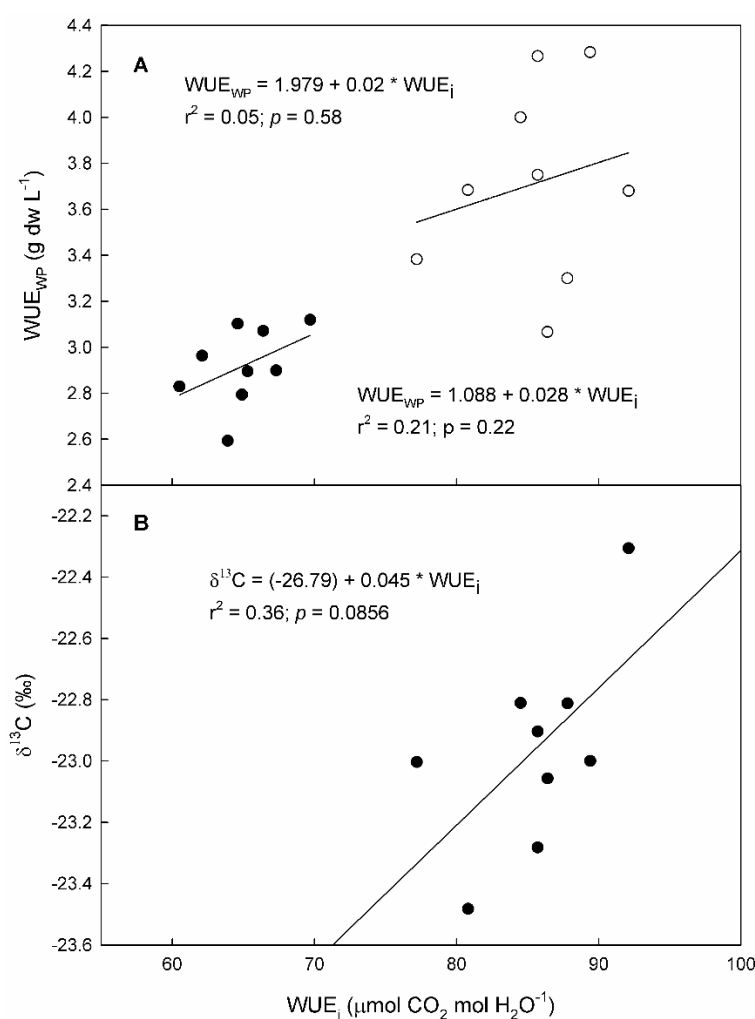 4.4
A
4.2
WUE_WP = 1.979 + 0.02 * WUE_i
4.0
r² = 0.05; p = 0.58
3.8
3.6
3.4
3.2
3.0
2.8
2.6
2.4
WUE_WP (g dw L⁻¹)
WUE_WP = 1.088 + 0.028 * WUE_i
r² = 0.21; p = 0.22
B
-22.2
-22.4
δ¹³C = (-26.79) + 0.045 * WUE_i
r² = 0.36; p = 0.0856
-22.6
-22.8
-23.0
-23.2
-23.4
-23.6
δ¹³C (‰)
60 70 80 90 100
WUE_i (μmol CO₂ mol H₂O⁻¹)